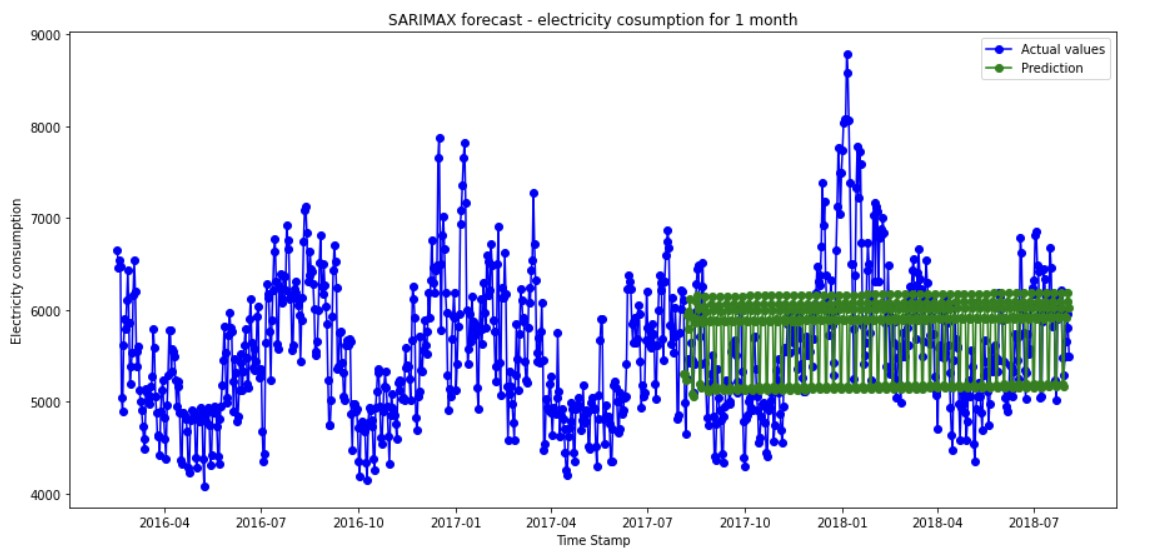 SARIMAX forecast - electricity cosumption for 1 month
9000
8000
7000
6000
5000
4000
Electricity consumption
Actual values
Prediction
2016-04 2016-07 2016-10 2017-01 2017-04 2017-07 2017-10 2018-01 2018-04 2018-07
Time Stamp